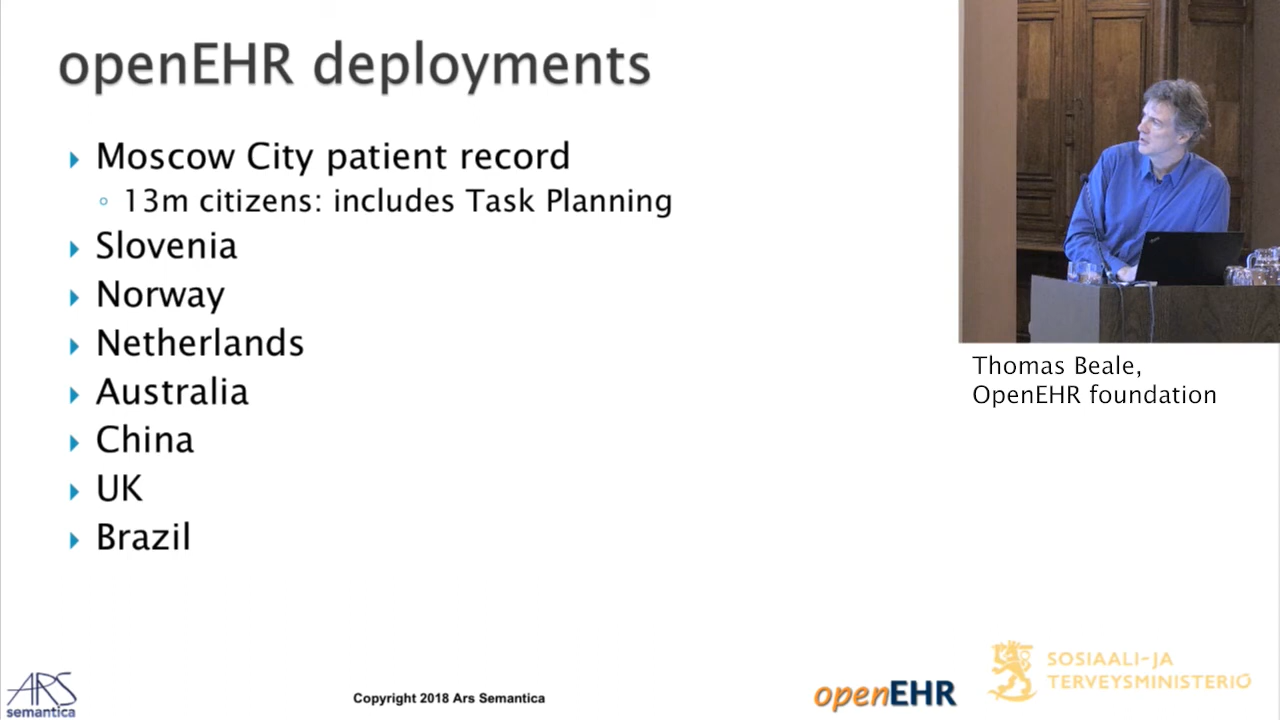 openEHR deployments
Moscow City patient record
13m citizens: includes Task Planning
Slovenia
Norway
Netherlands
Australia
China
UK
Brazil
Thomas Beale,
OpenEHR foundation
ARS
semantica
Copyright 2018 Ars Semantica
openEHR
SOSIAALI-JA
TERVEYSMINISTERIÖ